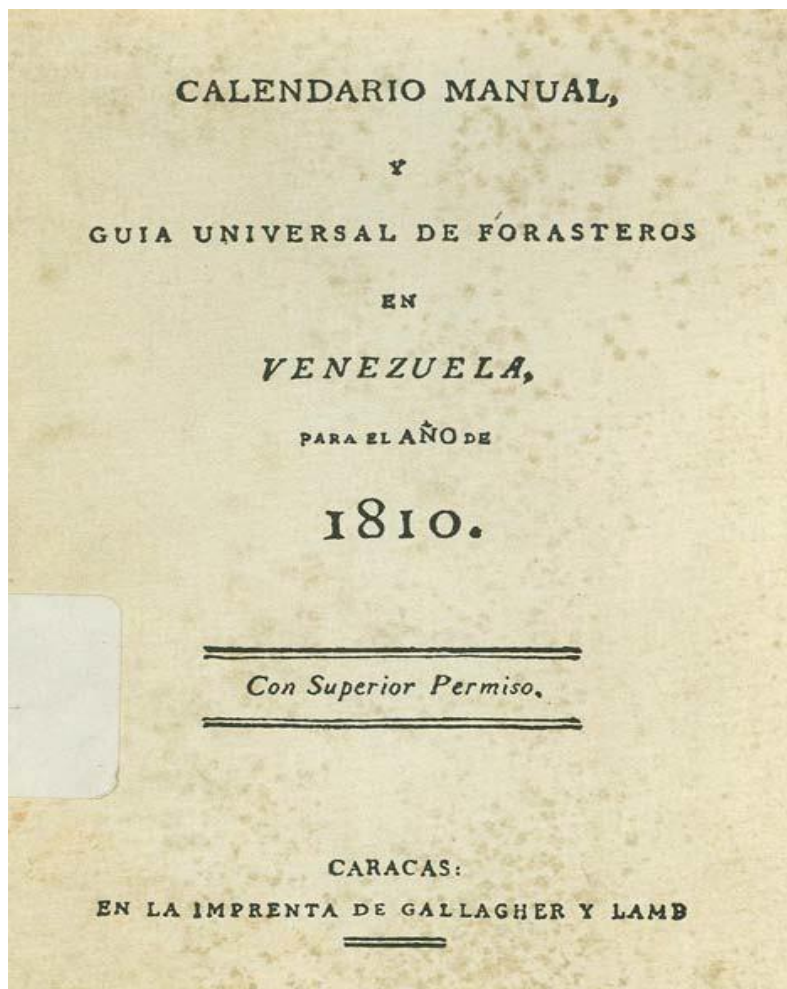 CALENDARIO MANUAL,
Y
GUIA UNIVERSAL DE FORASTEROS
EN
VENEZUELA,
PARA EL AÑO DE
1810.
Con Superior Permiso.
CARACAS:
EN LA IMPRENTA DE GALLAGHER Y LAMB